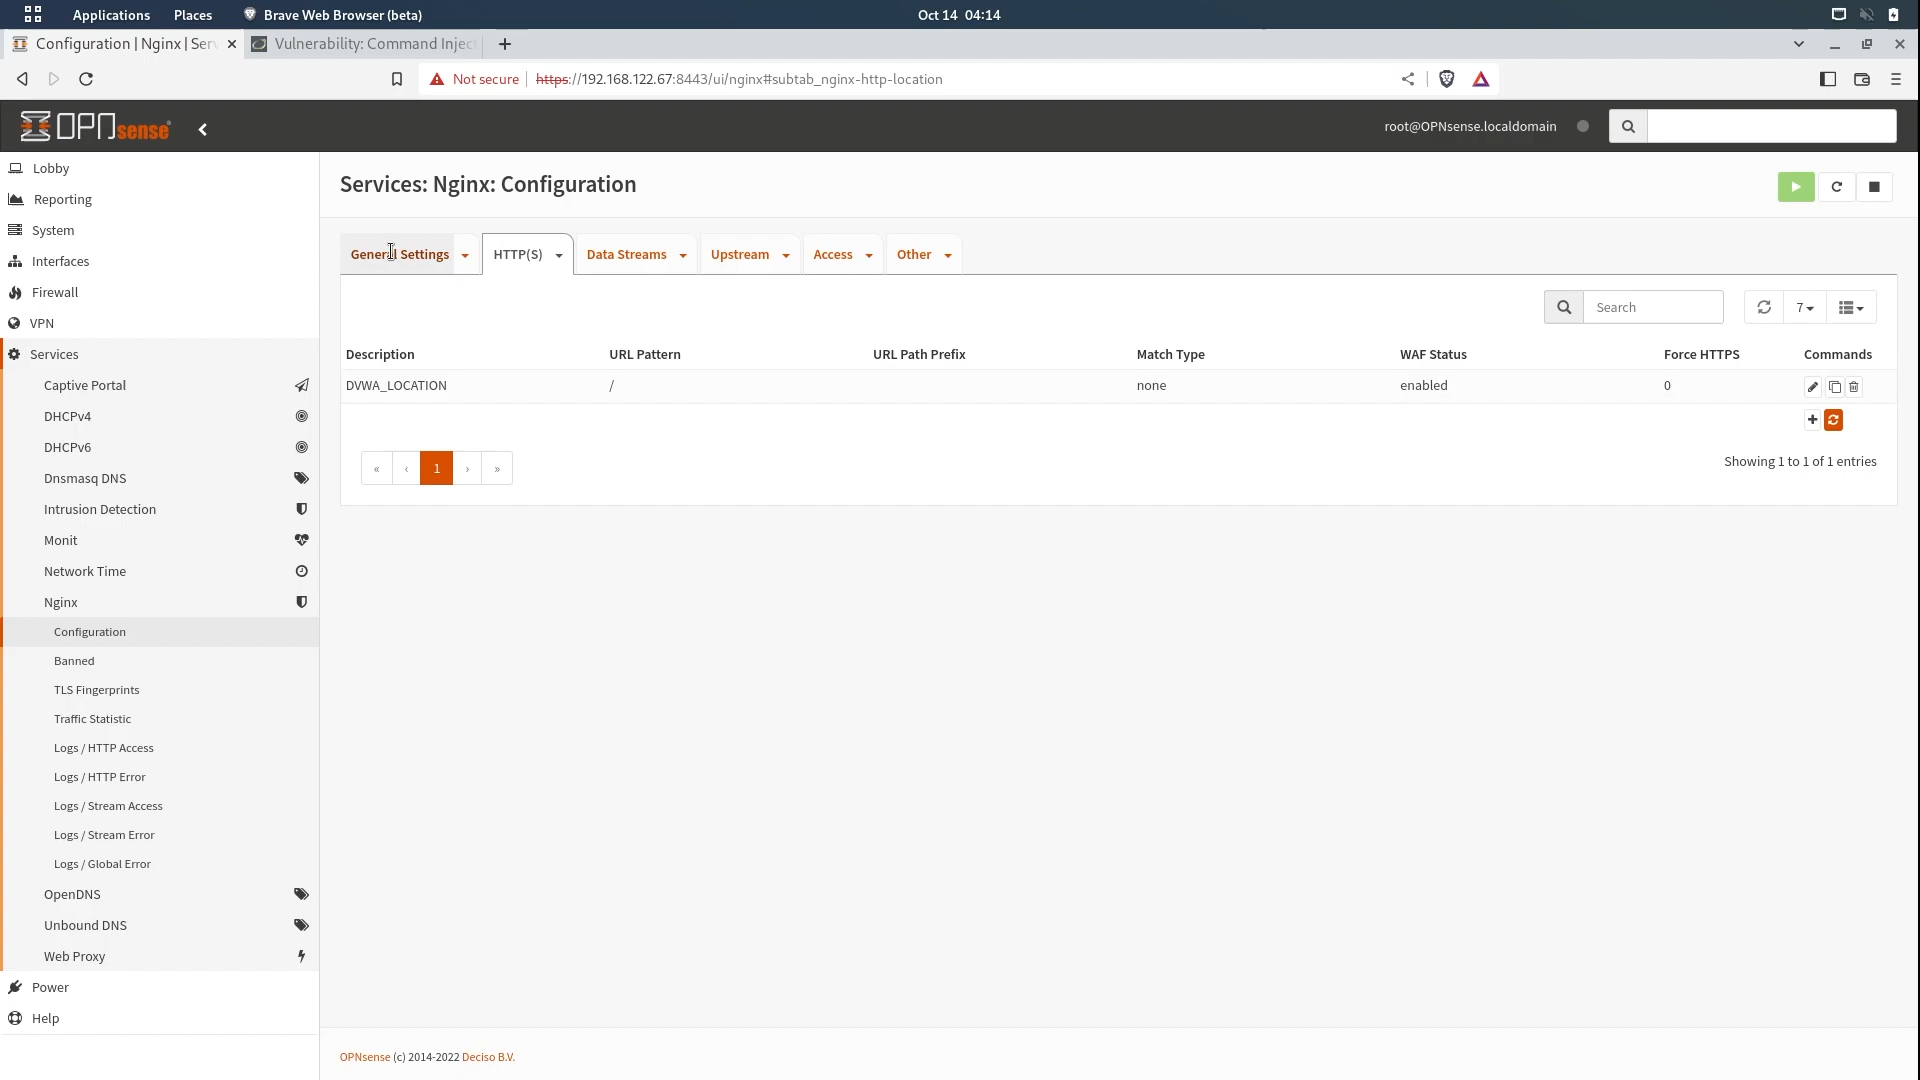 Applications Places Brave Web Browser (beta) Oct 14 04:14
Configuration | Nginx | Serv Vulnerability: Command Inject
Not secure https://192.168.122.67:8443/ui/nginx#subtab_nginx-http-location
OPNsense root@OPNsense.localdomain
Lobby
Reporting
System
Interfaces
Firewall
VPN
Services
Captive Portal
DHCPv4
DHCPv6
Dnsmasq DNS
Intrusion Detection
Monit
Network Time
Nginx
Configuration
Banned
TLS Fingerprints
Traffic Statistic
Logs / HTTP Access
Logs / HTTP Error
Logs / Stream Access
Logs / Stream Error
Logs / Global Error
OpenDNS
Unbound DNS
Web Proxy
Power
Help
Services: Nginx: Configuration
General Settings HTTP(S) Data Streams Upstream Access Other
Search 7
Description URL Pattern URL Path Prefix Match Type WAF Status Force HTTPS Commands
DVWA_LOCATION / none enabled 0
« ‹ 1 › »
Showing 1 to 1 of 1 entries
OPNsense (c) 2014-2022 Deciso B.V.